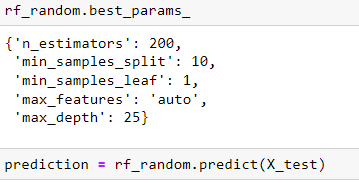 rf_random.best_params_
{'n_estimators': 200,
'min_samples_split': 10,
'min_samples_leaf': 1,
'max_features': 'auto',
'max_depth': 25}
prediction = rf_random.predict(X_test)